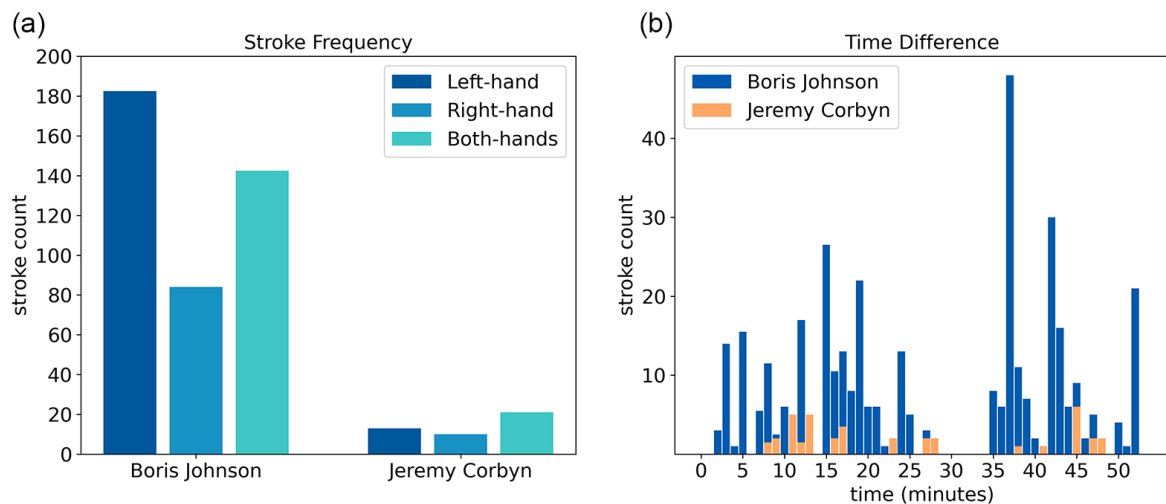 (a)
Stroke Frequency
stroke count
200
180
160
140
120
100
80
60
40
20
0
Left-hand
Right-hand
Both-hands
Boris Johnson
Jeremy Corbyn
(b)
Time Difference
stroke count
40
30
20
10
Boris Johnson
Jeremy Corbyn
0 5 10 15 20 25 30 35 40 45 50
time (minutes)